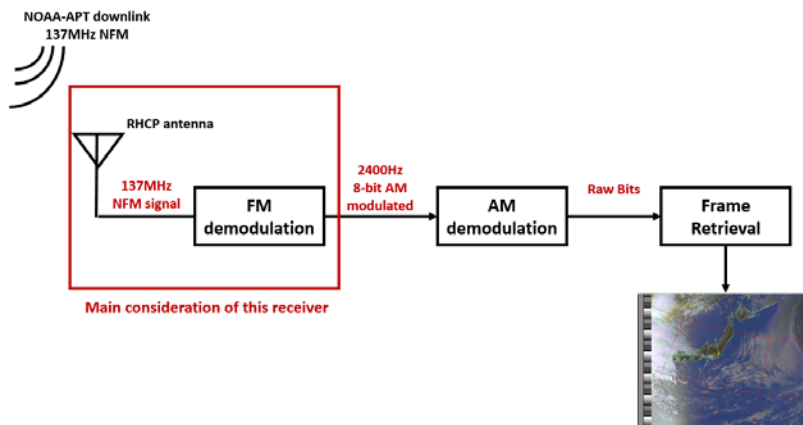 NOAA-APT downlink
137MHz NFM
RHCP antenna
137MHz
NFM signal
FM
demodulation
2400Hz
8-bit AM
modulated
AM
demodulation
Raw Bits
Frame
Retrieval
Main consideration of this receiver